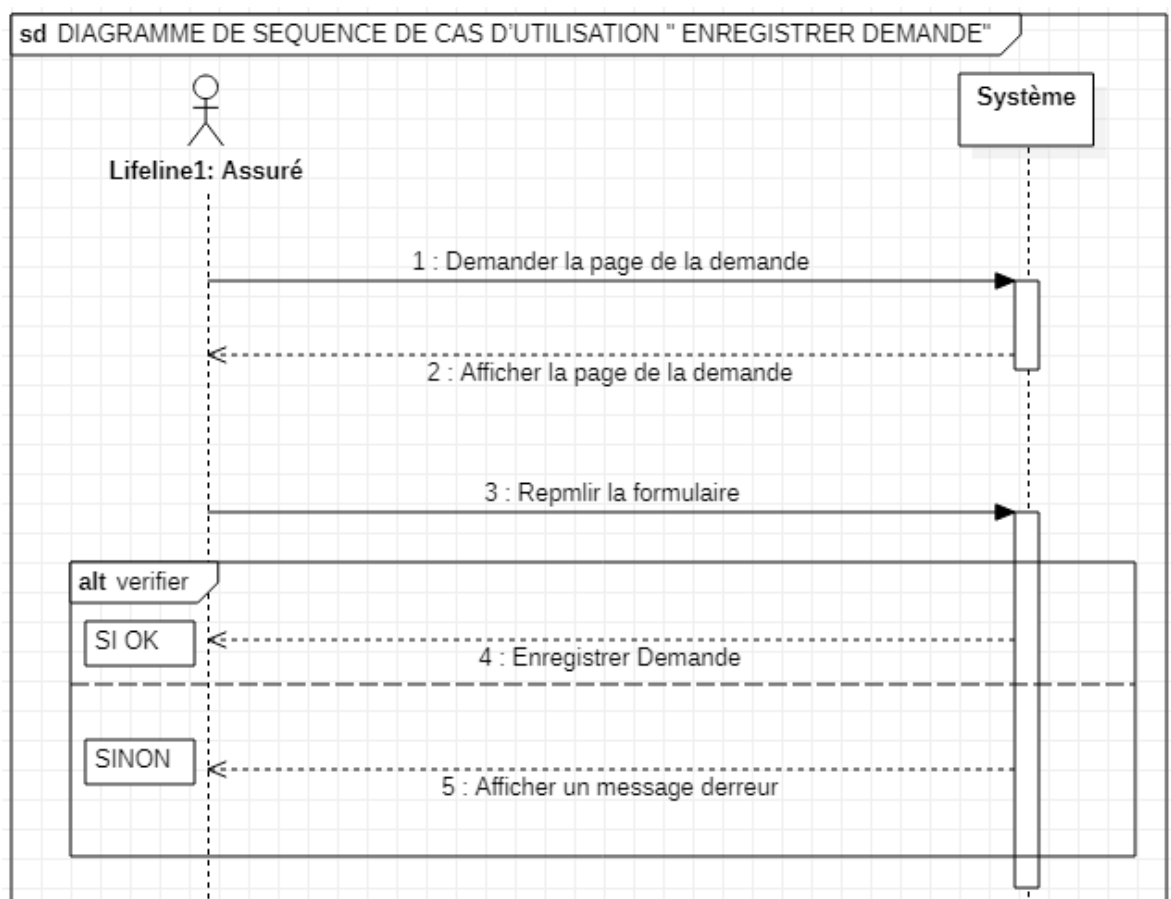 sd DIAGRAMME DE SEQUENCE DE CAS D'UTILISATION " ENREGISTRER DEMANDE"
Système
Lifeline1: Assuré
1 : Demander la page de la demande
2 : Afficher la page de la demande
3 : Repmlir la formulaire
alt verifier
SI OK
4 : Enregistrer Demande
SINON
5 : Afficher un message derreur